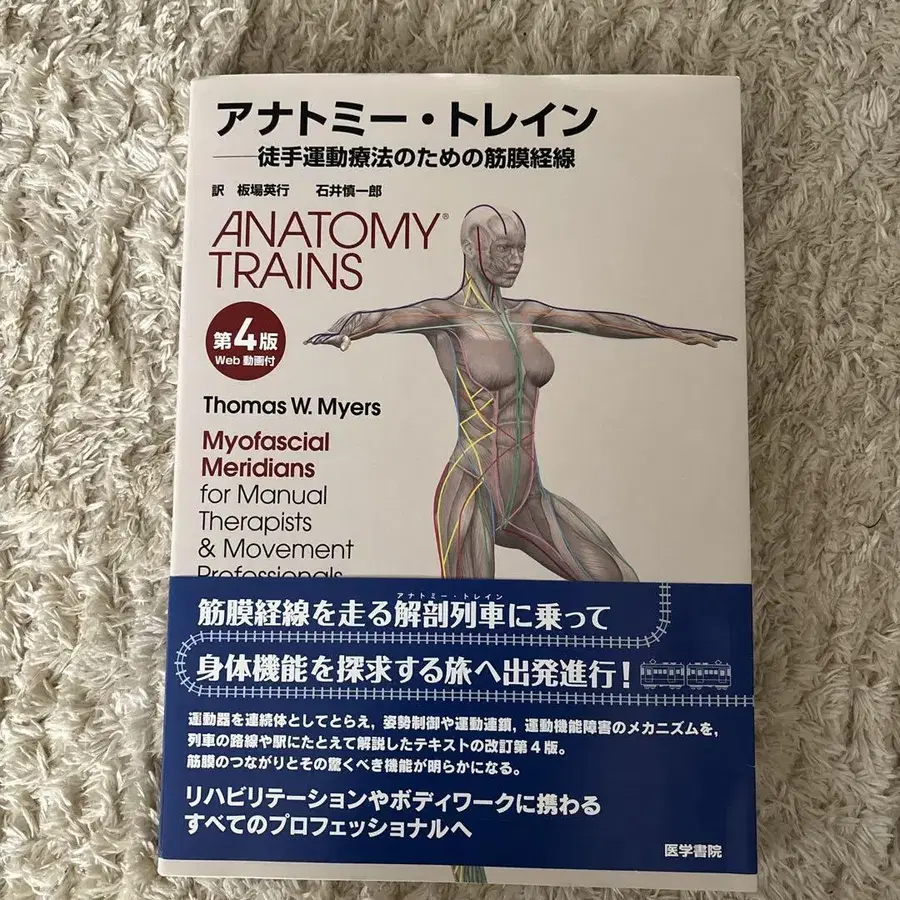 アナトミー・トレイン
――徒手運動療法のための筋膜経線
訳 板場英行 石井慎一郎
ANATOMY®
TRAINS
第4版
Web 動画付
Thomas W. Myers
Myofascial
Meridians
for Manual
Therapists
& Movement
Professionals
アナトミー・トレイン
筋膜経線を走る解剖列車に乗って
身体機能を探求する旅へ出発進行!
運動器を連続体としてとらえ,姿勢制御や運動連鎖,運動機能障害のメカニズムを,
列車の路線や駅にたとえて解説したテキストの改訂第4版。
筋膜のつながりとその驚くべき機能が明らかになる。
リハビリテーションやボディワークに携わる
すべてのプロフェッショナルへ
医学書院